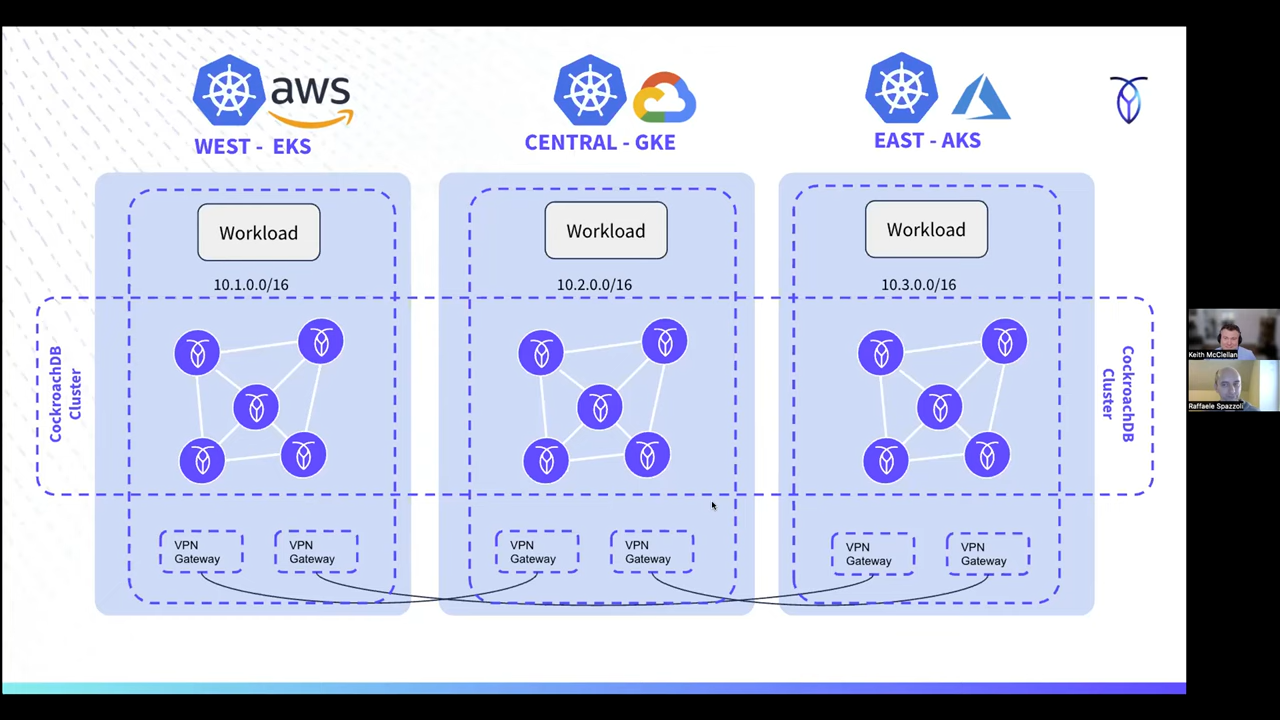 aws
WEST - EKS
CENTRAL - GKE
EAST - AKS
Workload
Workload
Workload
10.1.0.0/16
10.2.0.0/16
10.3.0.0/16
CockroachDB
Cluster
CockroachDB
Cluster
VPN
Gateway
VPN
Gateway
VPN
Gateway
VPN
Gateway
VPN
Gateway
VPN
Gateway
Keith McClellan
Raffaele Spazzoli